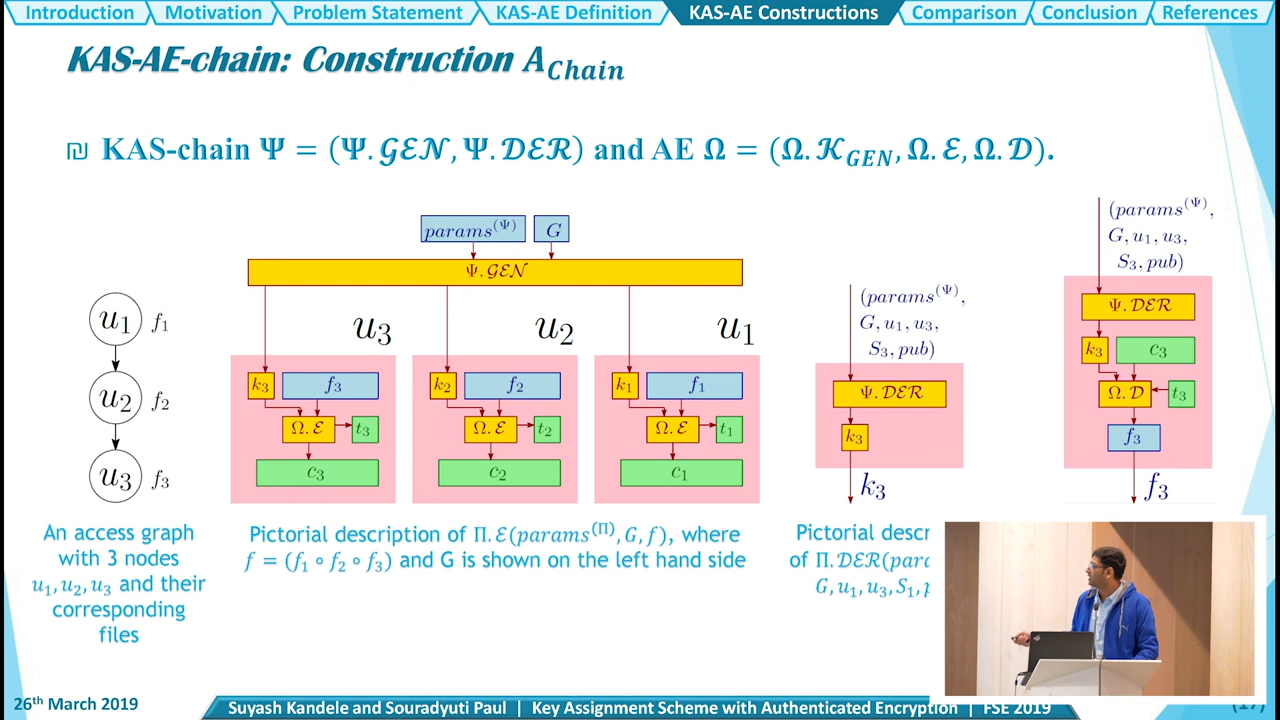 Introduction Motivation Problem Statement KAS-AE Definition KAS-AE Constructions Comparison Conclusion References
KAS-AE-chain: Construction A_Chain
₪ KAS-chain Ψ = (Ψ.𝒢ℰ𝒩, Ψ.𝒟ℰℛ) and AE Ω = (Ω.𝒦_GEN, Ω.ℰ, Ω.𝒟).
u₁ f₁
u₂ f₂
u₃ f₃
An access graph
with 3 nodes
u₁, u₂, u₃ and their
corresponding
files
params^(Ψ) G
Ψ.𝒢ℰ𝒩
u₃ u₂ u₁
k₃ f₃ k₂ f₂ k₁ f₁
Ω.ℰ t₃ Ω.ℰ t₂ Ω.ℰ t₁
c₃ c₂ c₁
Pictorial description of Π.ℰ(params^(Π), G, f), where
f = (f₁ ∘ f₂ ∘ f₃) and G is shown on the left hand side
(params^(Ψ),
G, u₁, u₃,
S₃, pub)
Ψ.𝒟ℰℛ
k₃
k₃
(params^(Ψ),
G, u₁, u₃,
S₃, pub)
Ψ.𝒟ℰℛ
k₃ c₃
Ω.𝒟 t₃
f₃
f₃
Pictorial
of Π.𝒟ℰℛ(
G, u₁, u₃, S₁,
26th March 2019
Suyash Kandele and Souradyuti Paul | Key Assignment Scheme with Authenticated Encryption | FSE 2019
(17)